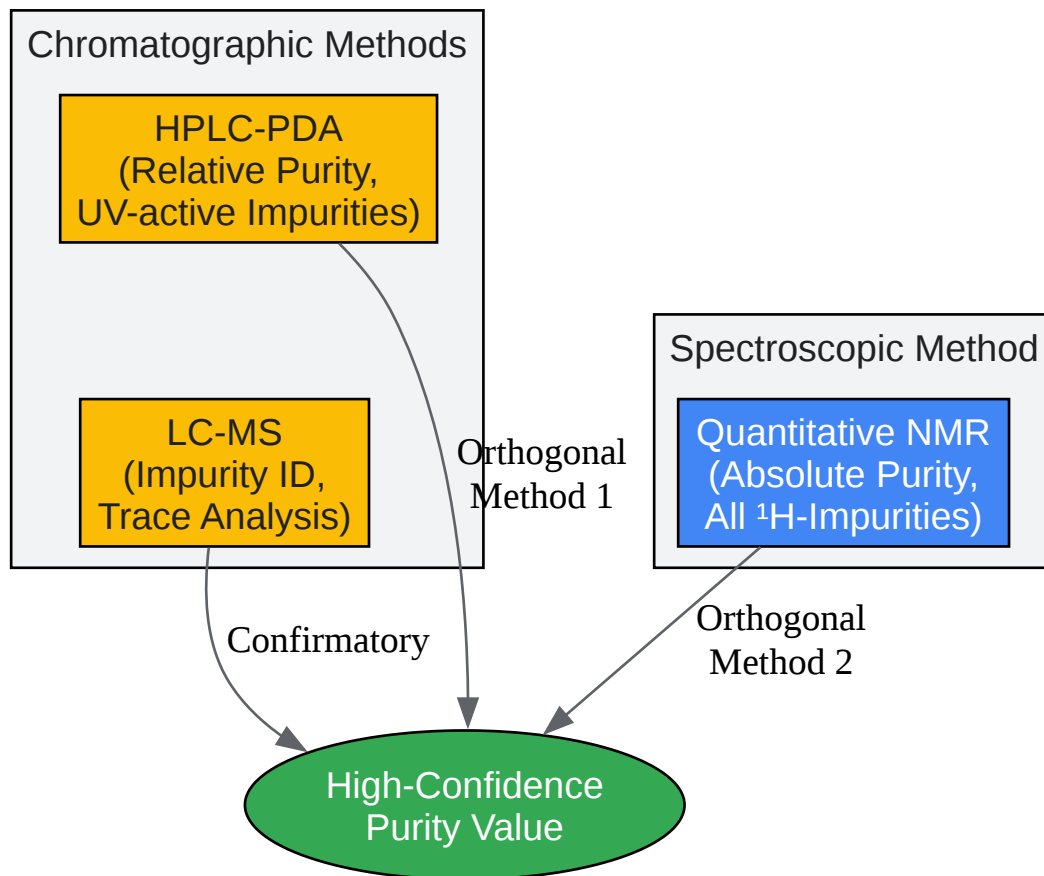 Chromatographic Methods
HPLC-PDA
(Relative Purity,
UV-active Impurities)
Spectroscopic Method
LC-MS
(Impurity ID,
Trace Analysis)
Quantitative NMR
(Absolute Purity,
All ¹H-Impurities)
Orthogonal
Method 1
Confirmatory
Orthogonal
Method 2
High-Confidence
Purity Value